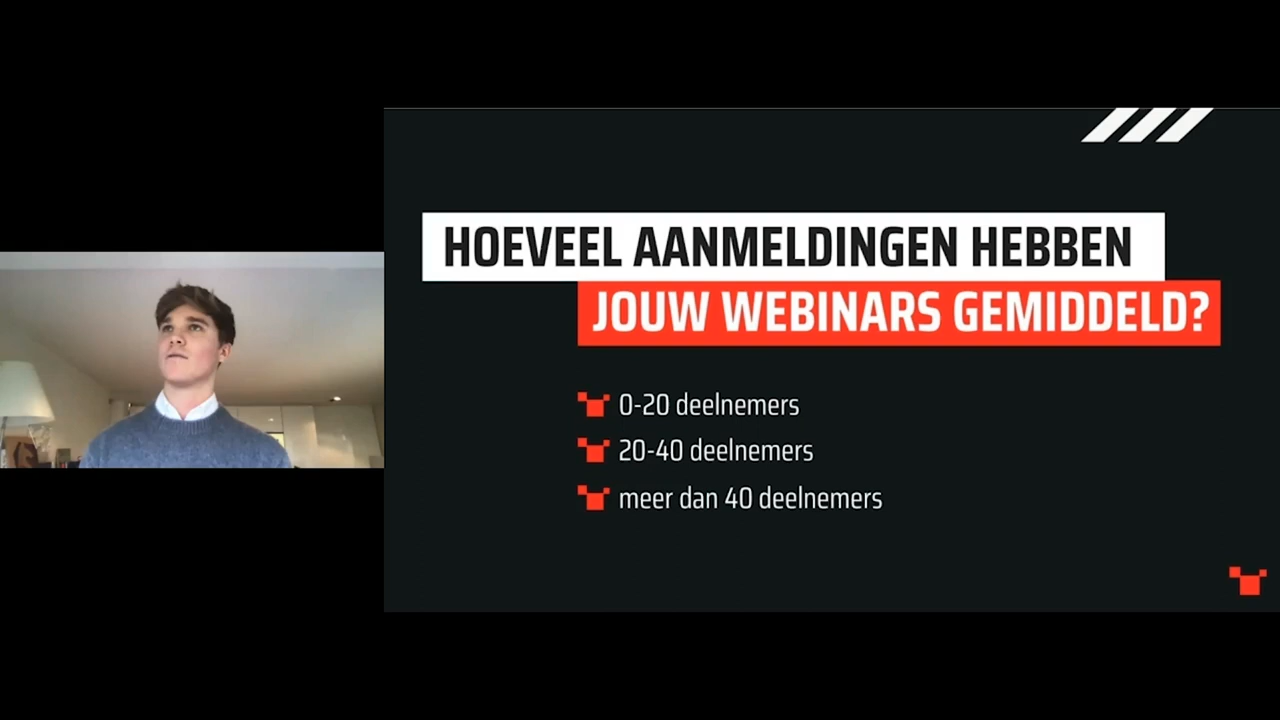 HOEVEEL AANMELDINGEN HEBBEN
JOUW WEBINARS GEMIDDELD?
0-20 deelnemers
20-40 deelnemers
meer dan 40 deelnemers